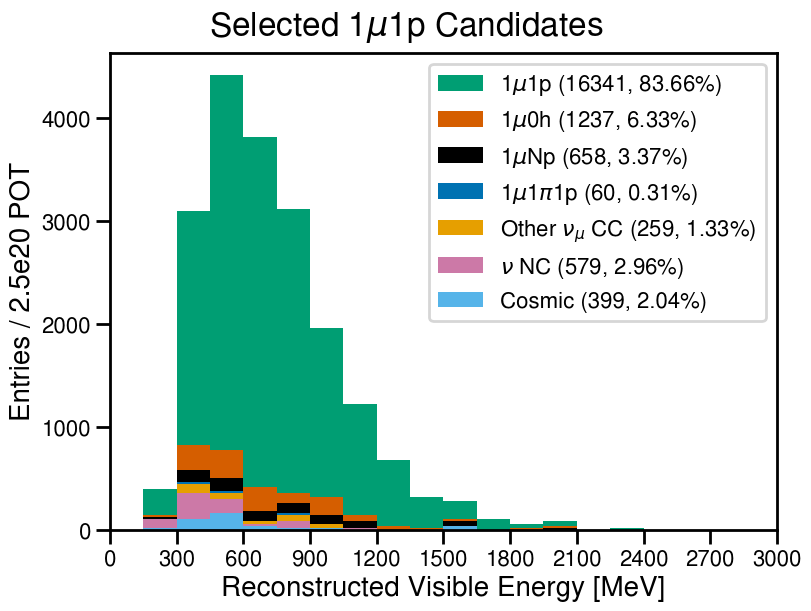 Selected 1μ1p Candidates
Entries / 2.5e20 POT
4000
3000
2000
1000
0
1μ1p (16341, 83.66%)
1μ0h (1237, 6.33%)
1μNp (658, 3.37%)
1μ1π1p (60, 0.31%)
Other νμ CC (259, 1.33%)
ν NC (579, 2.96%)
Cosmic (399, 2.04%)
0 300 600 900 1200 1500 1800 2100 2400 2700 3000
Reconstructed Visible Energy [MeV]